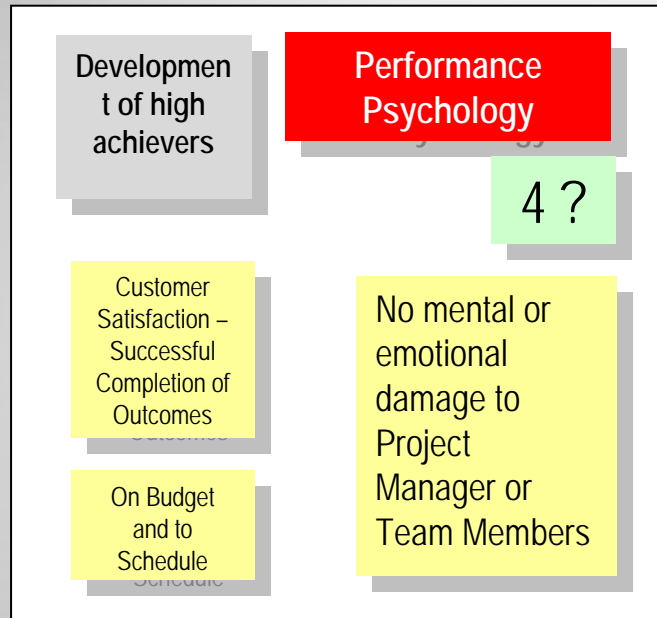 Developmen
t of high
achievers
Performance
Psychology
4 ?
Customer
Satisfaction –
Successful
Completion of
Outcomes
On Budget
and to
Schedule
No mental or
emotional
damage to
Project
Manager or
Team Members